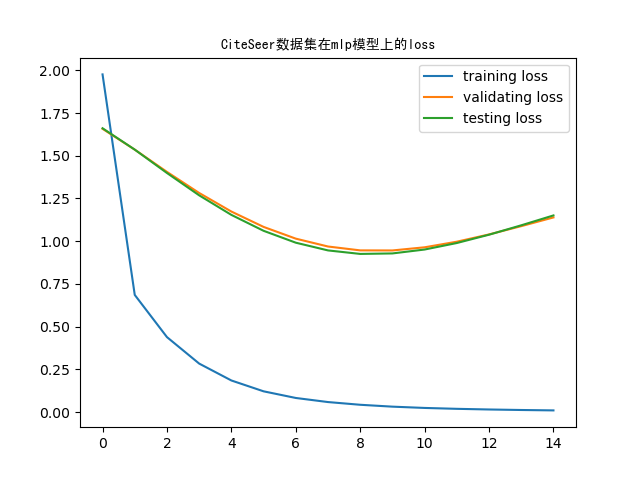 CiteSeer数据集在mlp模型上的loss
training loss
validating loss
testing loss
2.00
1.75
1.50
1.25
1.00
0.75
0.50
0.25
0.00
0 2 4 6 8 10 12 14